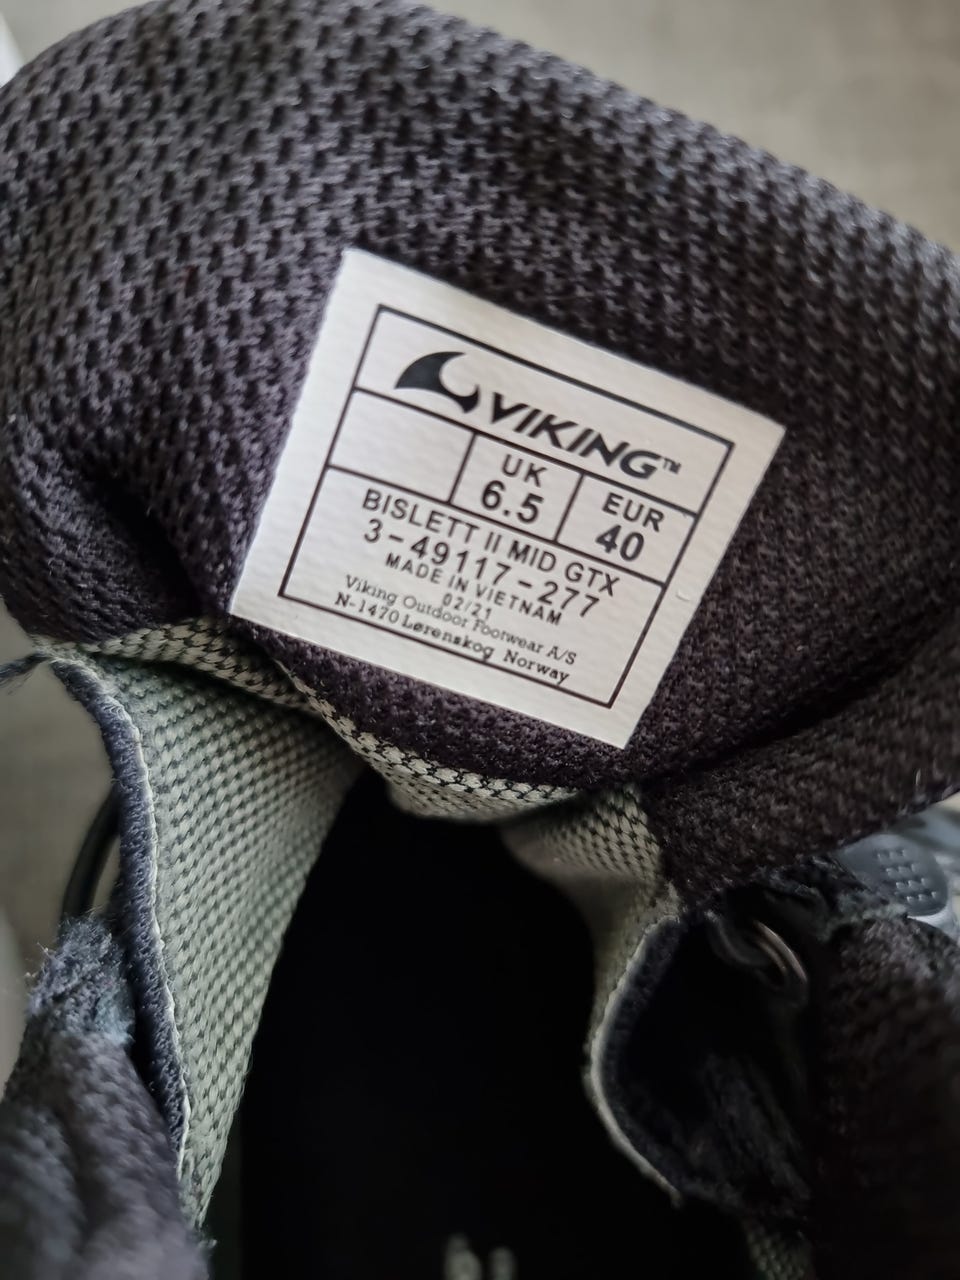 VIKING™
UK
6.5
EUR
40
BISLETT II MID GTX
3-49117-277
MADE IN VIETNAM
02/21
Viking Outdoor Footwear A/S
N-1470 Lørenskog Norway